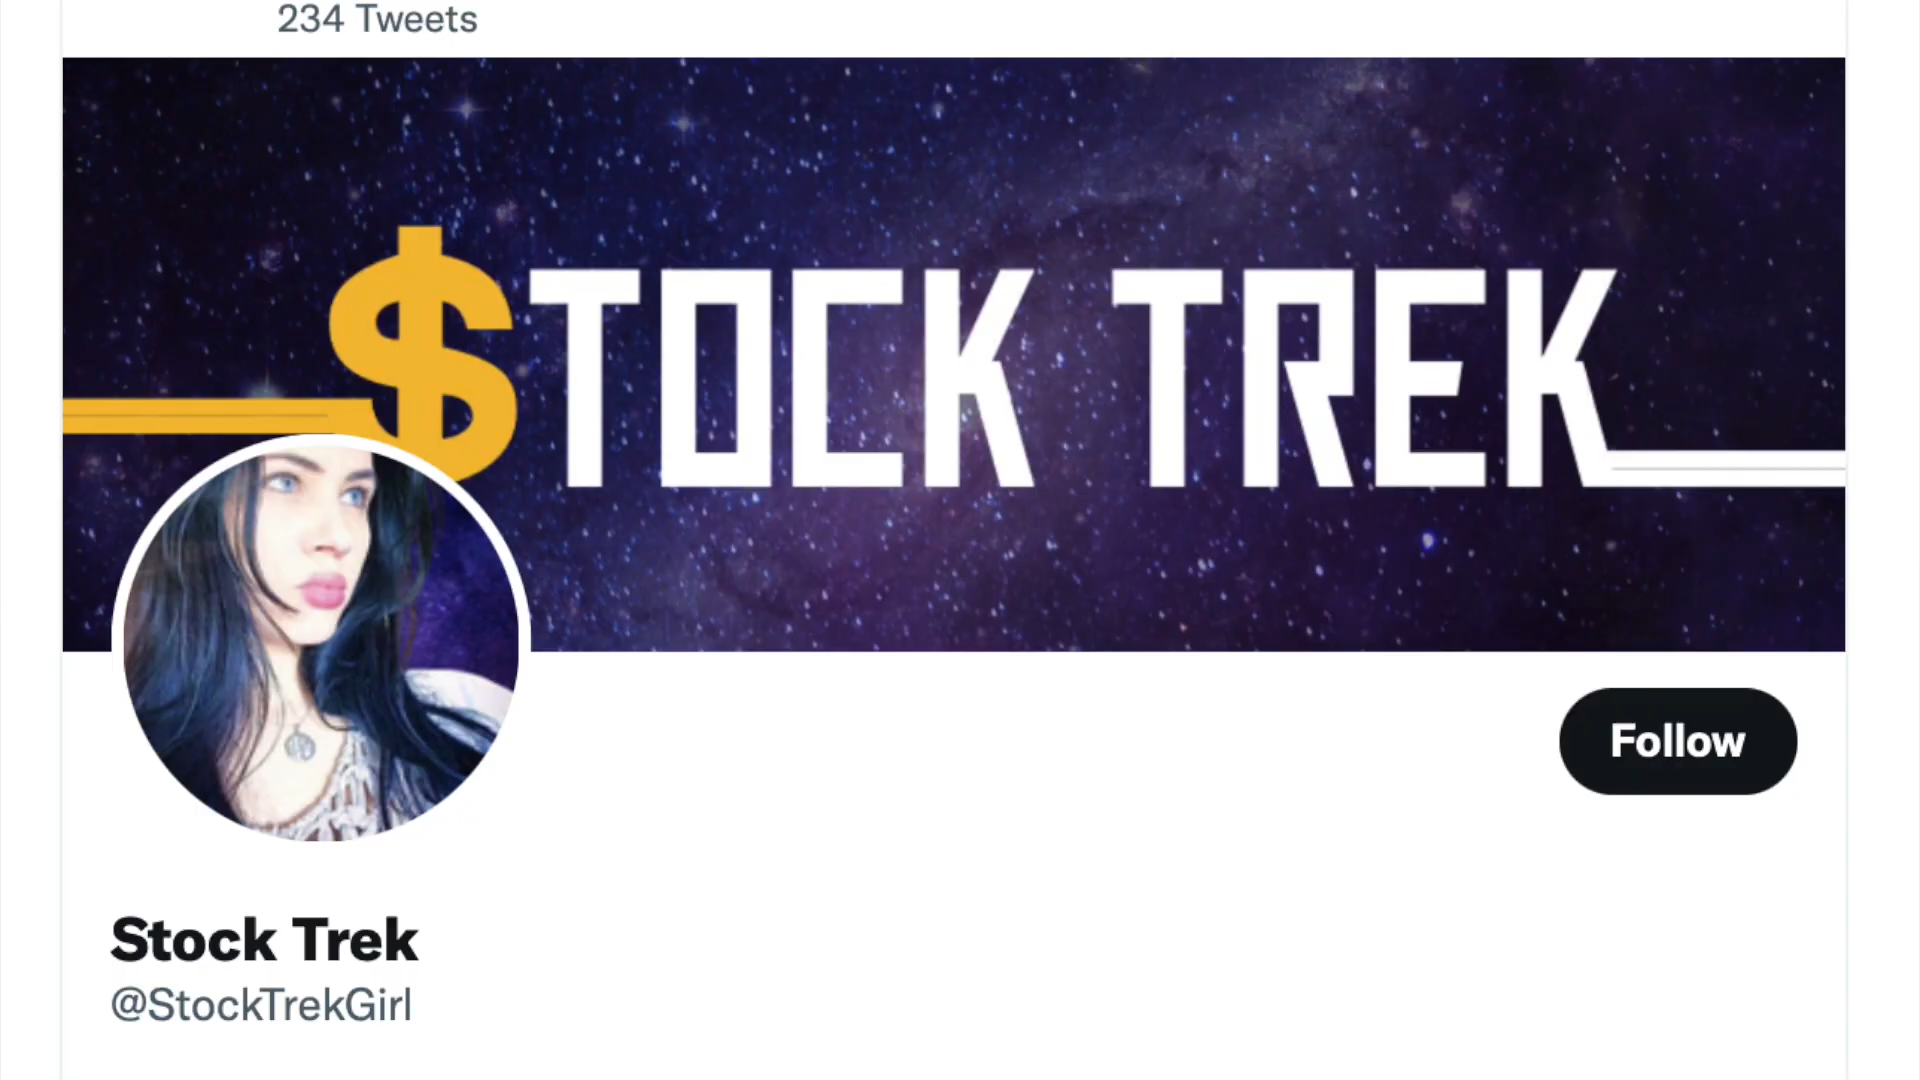 234 Tweets
$TOCK TREK
Follow
Stock Trek
@StockTrekGirl